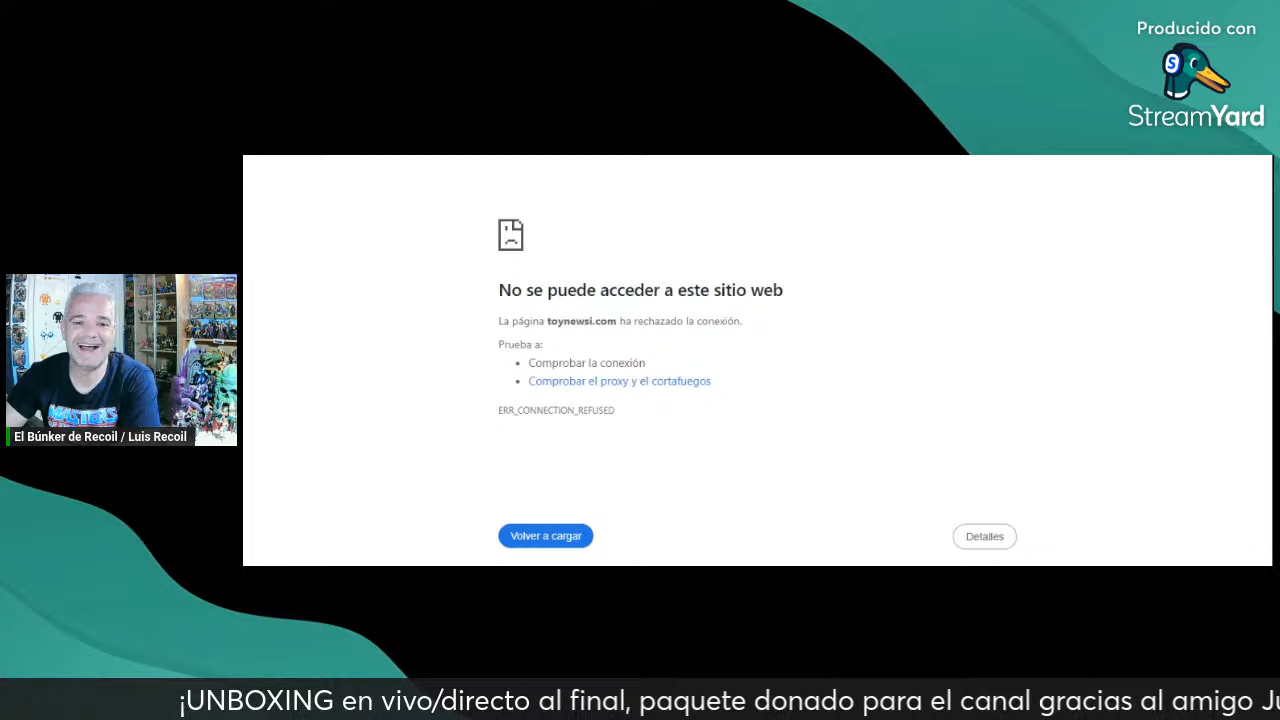 Producido con
StreamYard
No se puede acceder a este sitio web
La página toynewsi.com ha rechazado la conexión.
Prueba a:
Comprobar la conexión
Comprobar el proxy y el cortafuegos
ERR_CONNECTION_REFUSED
MASTERS
El Búnker de Recoil / Luis Recoil
Volver a cargar
Detalles
¡UNBOXING en vivo/directo al final, paquete donado para el canal gracias al amigo